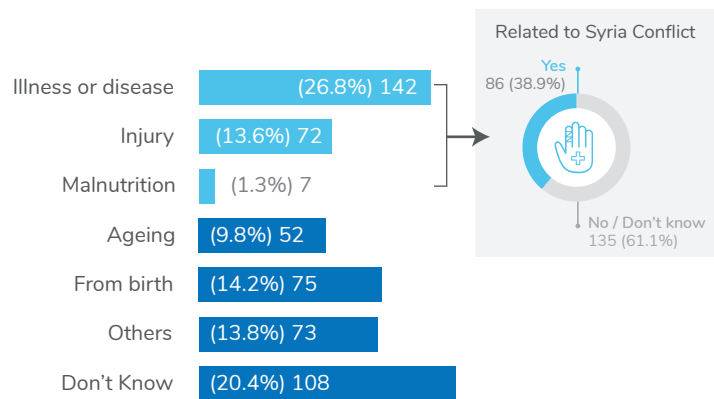 Related to Syria Conflict
Yes
86 (38.9%)
No / Don't know
135 (61.1%)
Illness or disease (26.8%) 142
Injury (13.6%) 72
Malnutrition (1.3%) 7
Ageing (9.8%) 52
From birth (14.2%) 75
Others (13.8%) 73
Don't Know (20.4%) 108